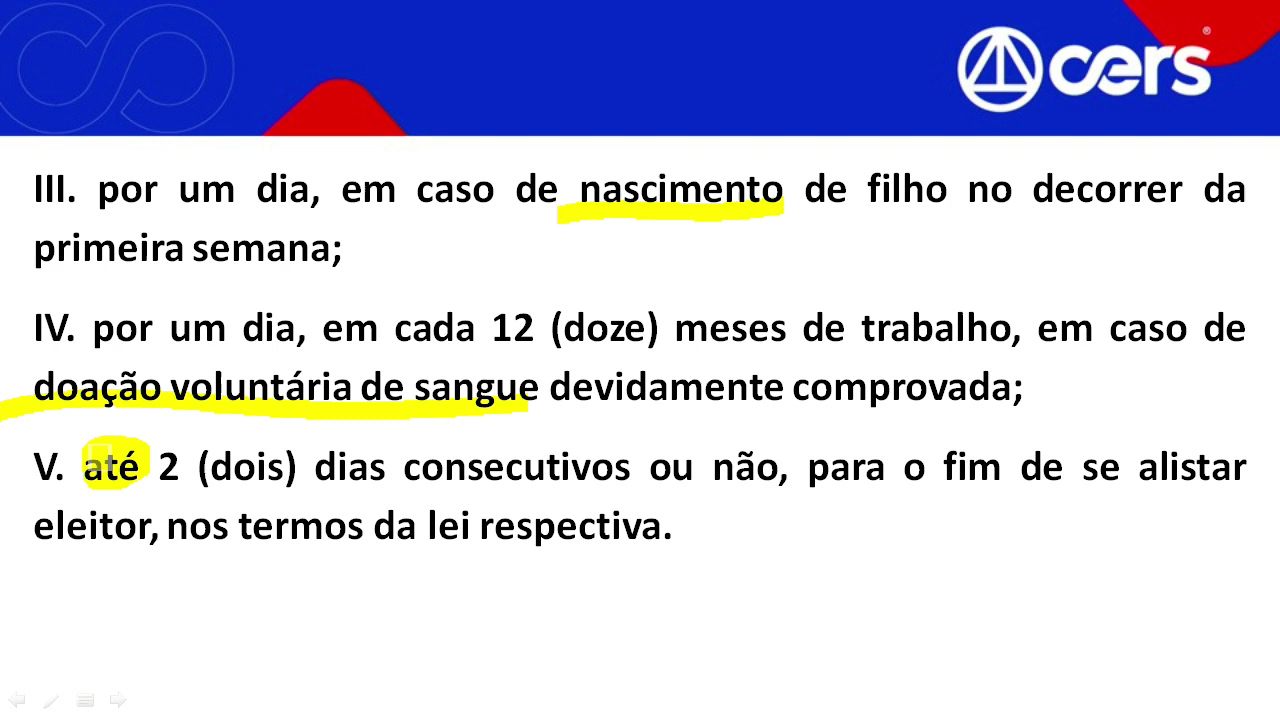 cers
III. por um dia, em caso de nascimento de filho no decorrer da
primeira semana;
IV. por um dia, em cada 12 (doze) meses de trabalho, em caso de
doação voluntária de sangue devidamente comprovada;
V. até 2 (dois) dias consecutivos ou não, para o fim de se alistar
eleitor, nos termos da lei respectiva.